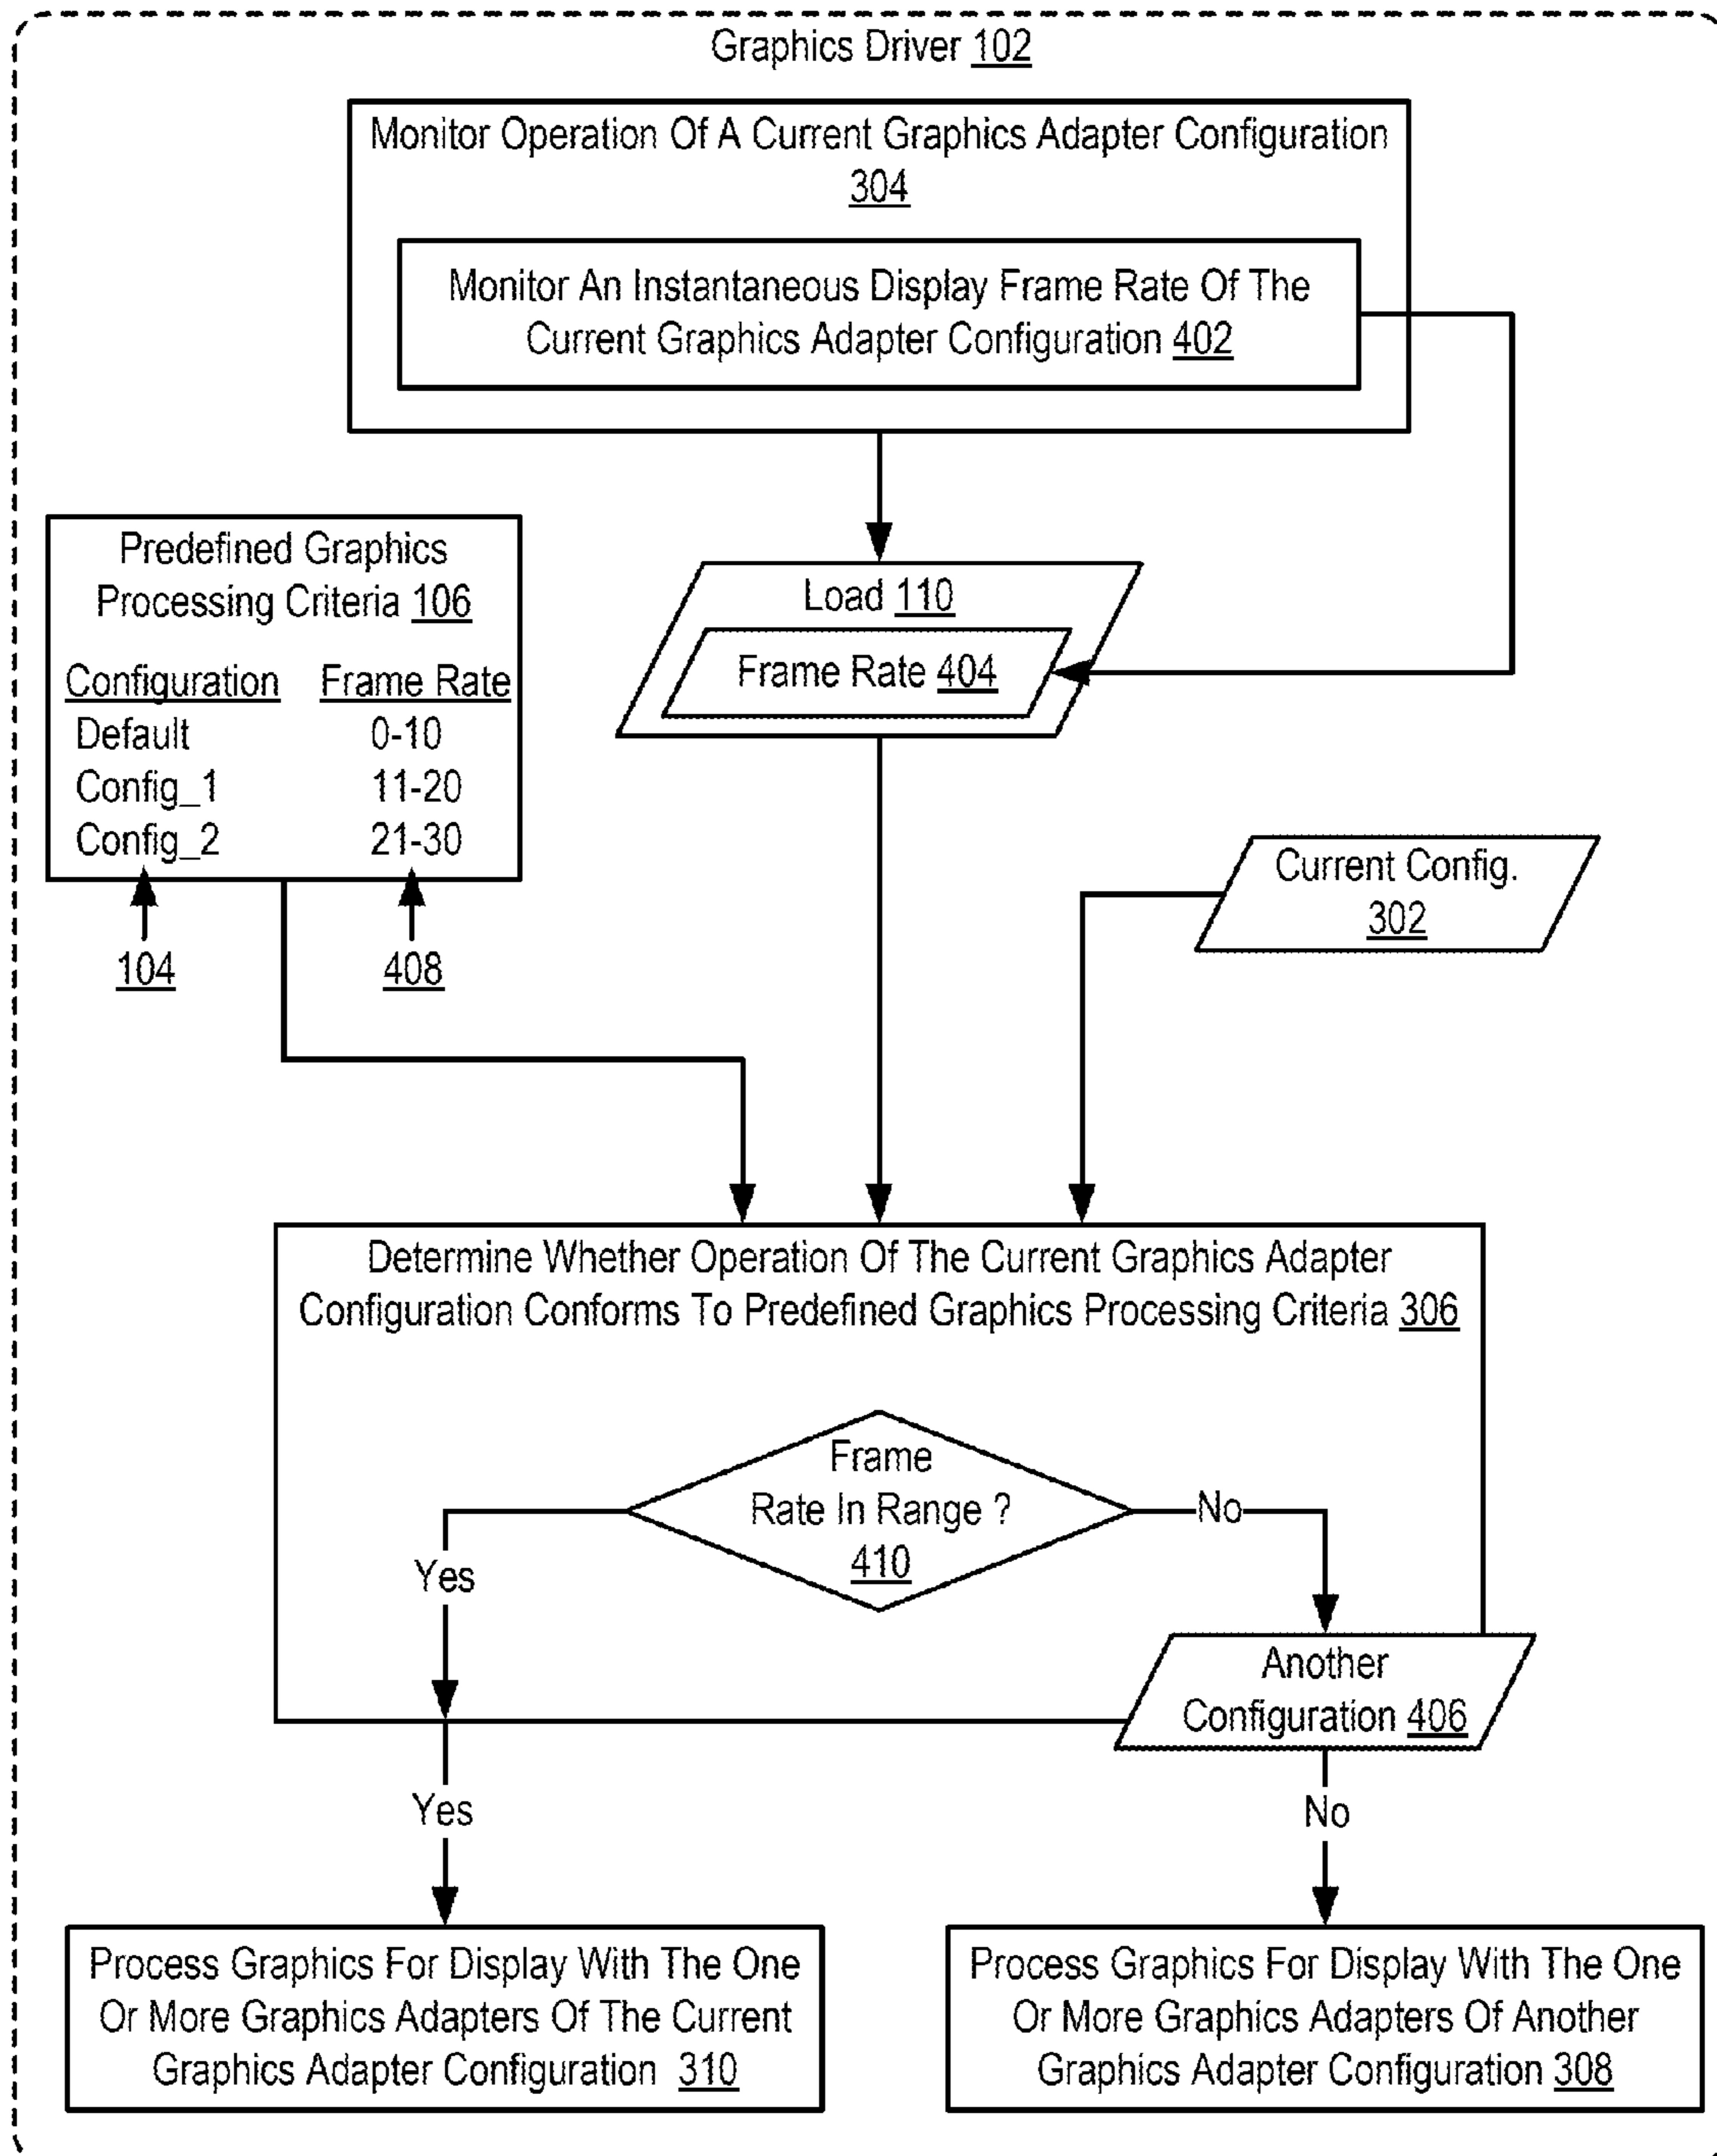 Graphics Driver 102
Monitor Operation Of A Current Graphics Adapter Configuration
304
Monitor An Instantaneous Display Frame Rate Of The
Current Graphics Adapter Configuration 402
Predefined Graphics
Processing Criteria 106
Configuration Frame Rate
Default 0-10
Config_1 11-20
Config_2 21-30
104 408
Load 110
Frame Rate 404
Current Config.
302
Determine Whether Operation Of The Current Graphics Adapter
Configuration Conforms To Predefined Graphics Processing Criteria 306
Frame
Rate In Range ?
410
Yes
No
Another
Configuration 406
Yes
No
Process Graphics For Display With The One
Or More Graphics Adapters Of The Current
Graphics Adapter Configuration 310
Process Graphics For Display With The One
Or More Graphics Adapters Of Another
Graphics Adapter Configuration 308